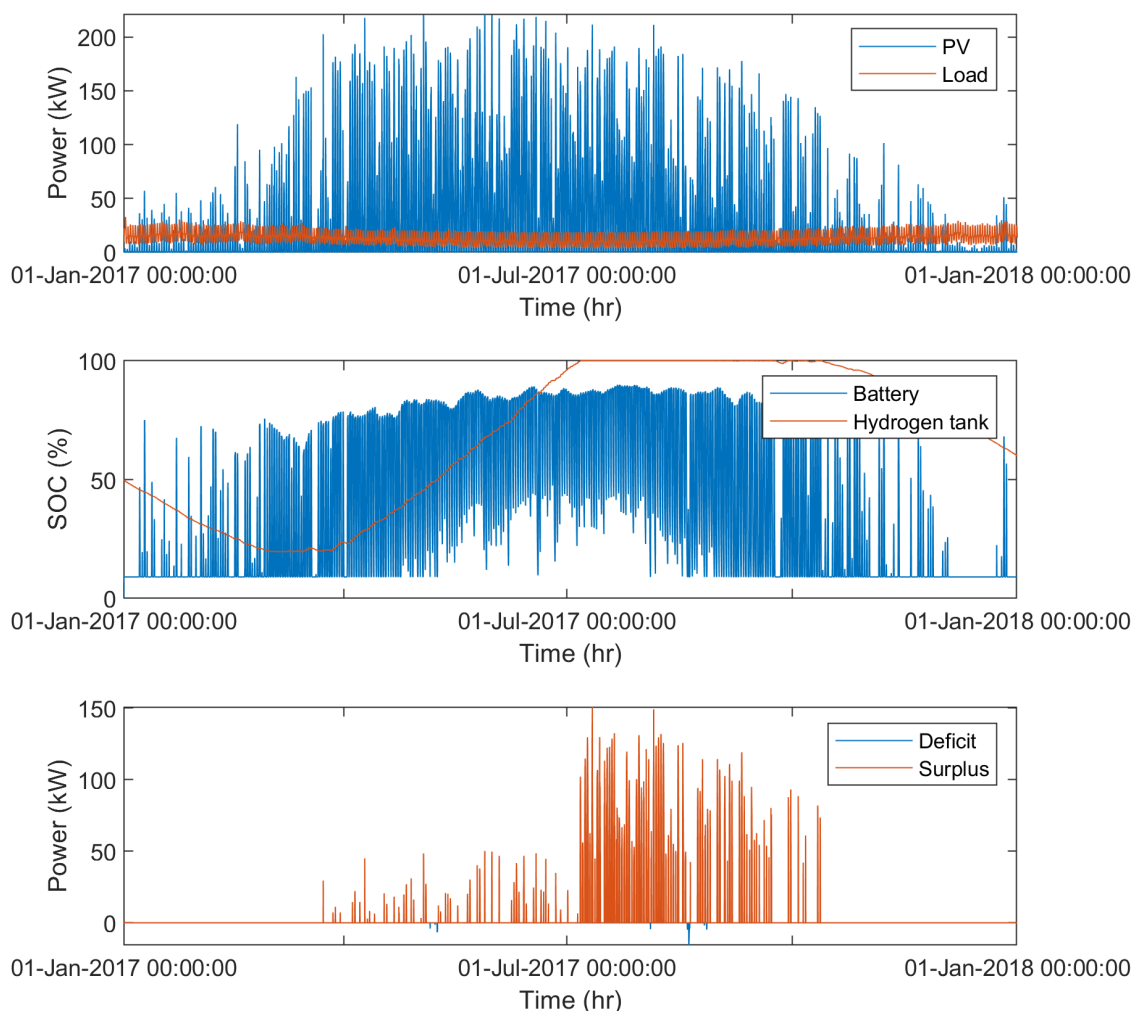 200
150
100
50
0
Power (kW)
PV
Load
01-Jan-2017 00:00:00 01-Jul-2017 00:00:00 01-Jan-2018 00:00:00
Time (hr)
100
50
0
SOC (%)
Battery
Hydrogen tank
01-Jan-2017 00:00:00 01-Jul-2017 00:00:00 01-Jan-2018 00:00:00
Time (hr)
150
100
50
0
Power (kW)
Deficit
Surplus
01-Jan-2017 00:00:00 01-Jul-2017 00:00:00 01-Jan-2018 00:00:00
Time (hr)